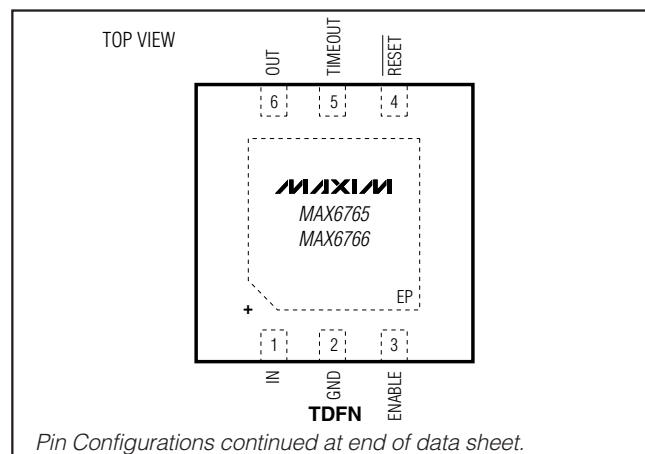 TOP VIEW
OUT
TIMEOUT
RESET
6
5
4
MAXIM
MAX6765
MAX6766
EP
+
1
2
3
IN
GND
ENABLE
TDFN
Pin Configurations continued at end of data sheet.